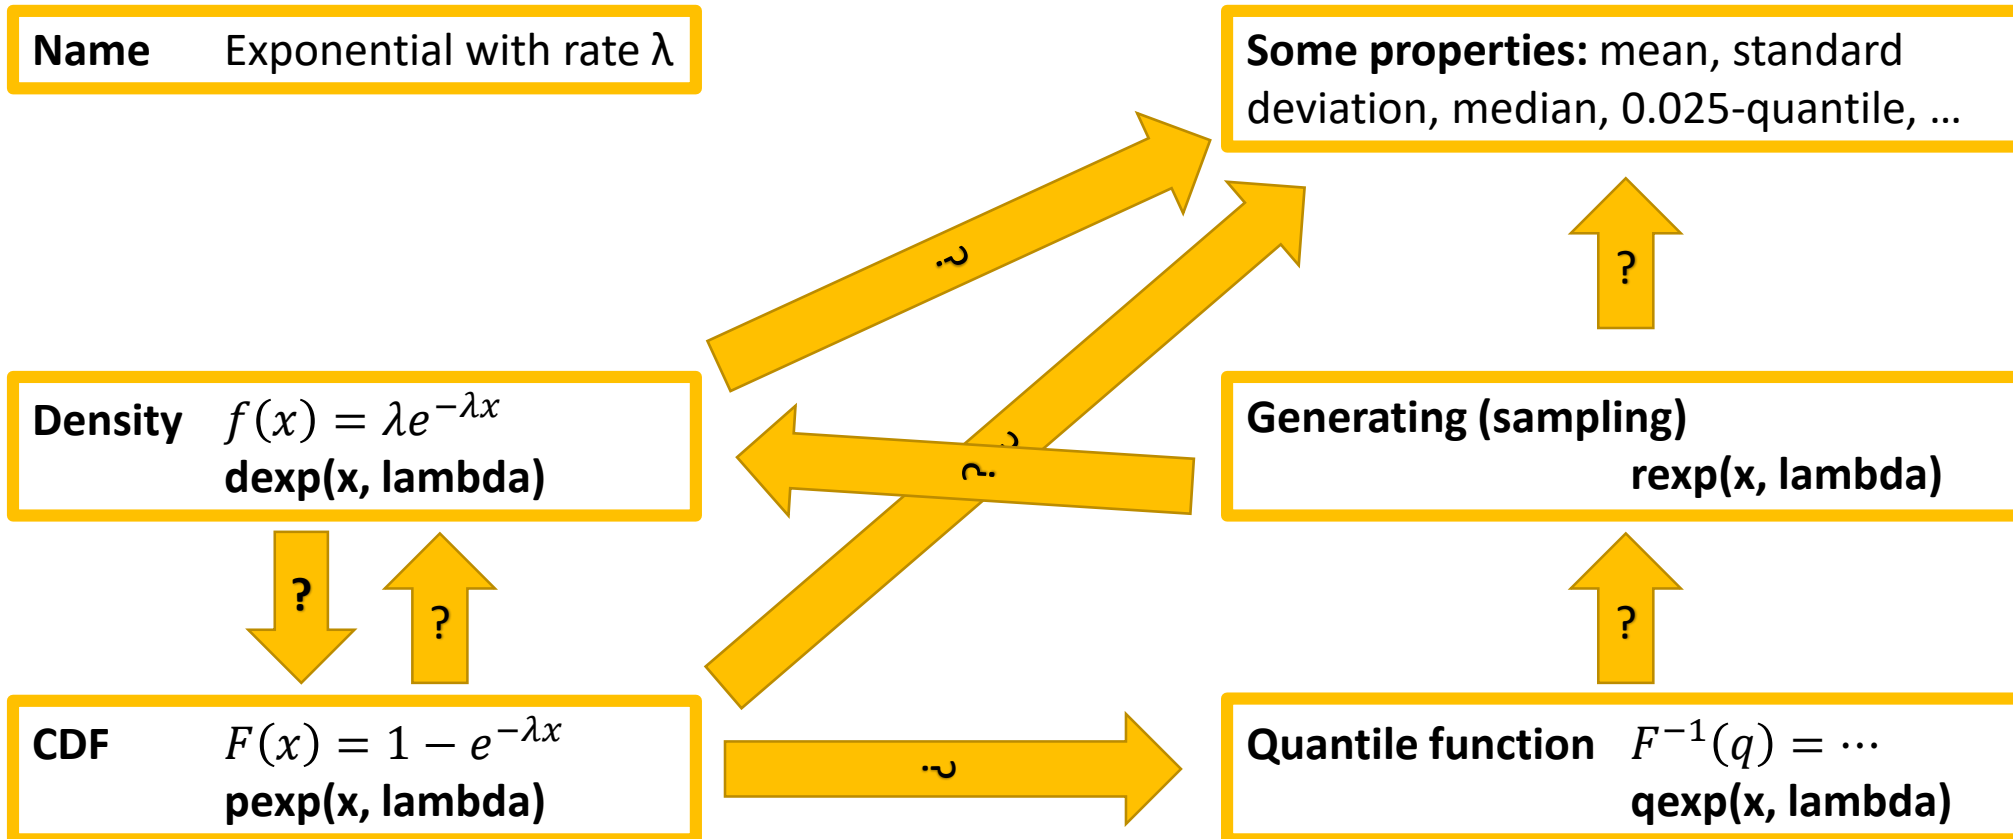 Name Exponential with rate λ
Some properties: mean, standard
deviation, median, 0.025-quantile, ...
?
?
?
Density f(x) = λe^{−λx}
dexp(x, lambda)
Generating (sampling)
rexp(x, lambda)
?
?
?
?
?
CDF F(x) = 1 − e^{−λx}
pexp(x, lambda)
?
Quantile function F^{−1}(q) = ⋯
qexp(x, lambda)